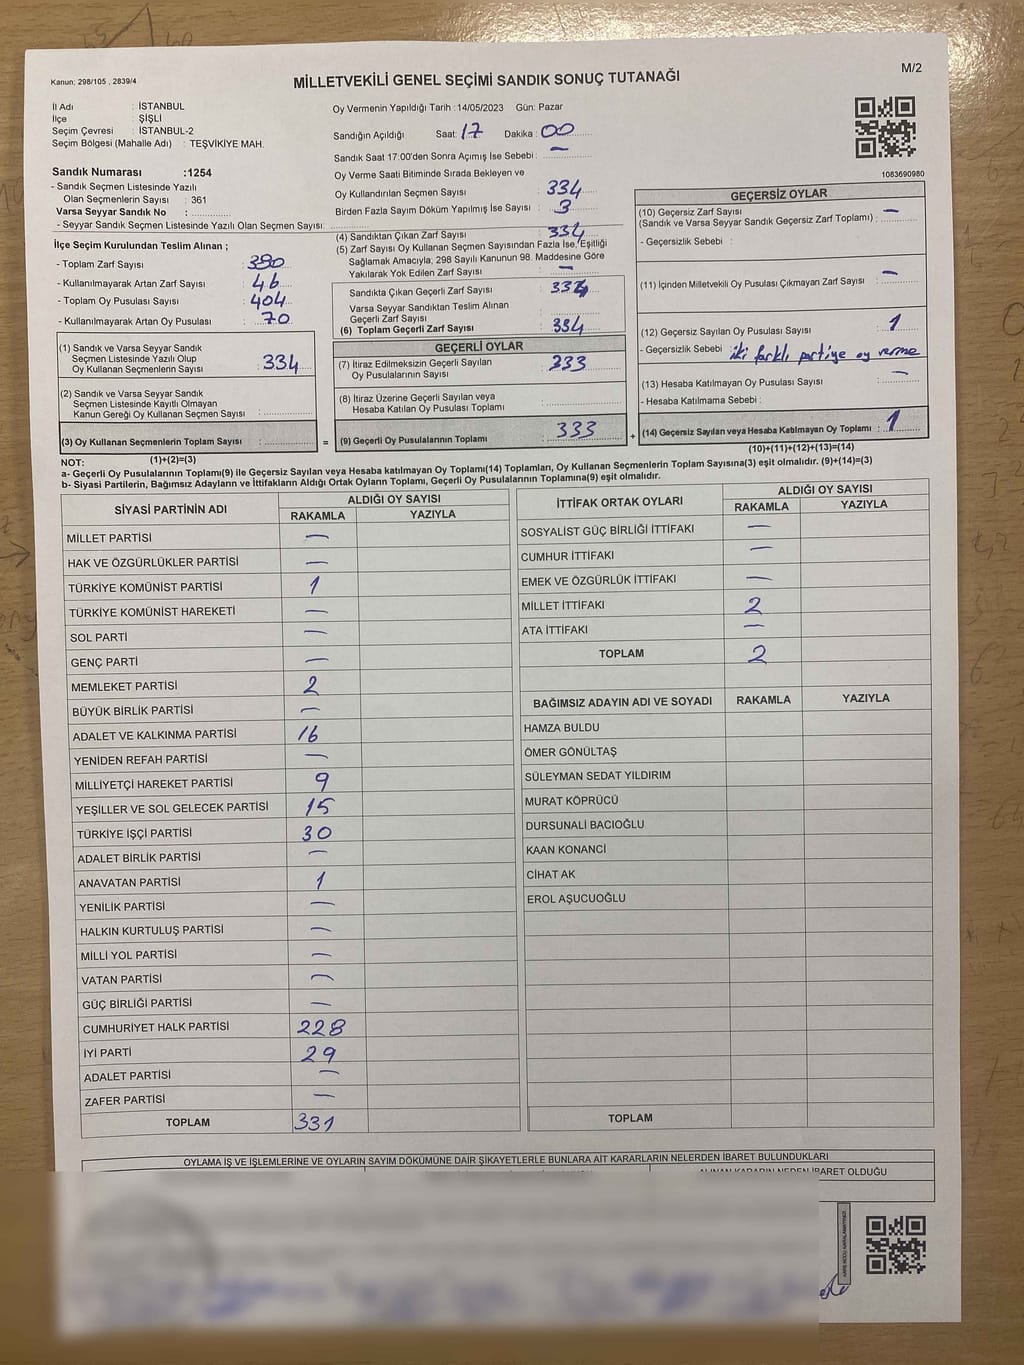 M/2
Kanun; 298/105 , 2839/4
MİLLETVEKİLİ GENEL SEÇİMİ SANDIK SONUÇ TUTANAĞI
İl Adı : İSTANBUL
İlçe : ŞİŞLİ
Seçim Çevresi : İSTANBUL-2
Seçim Bölgesi (Mahalle Adı) : TEŞVİKİYE MAH.
Sandık Numarası :1254
- Sandık Seçmen Listesinde Yazılı
Olan Seçmenlerin Sayısı : 361
Varsa Seyyar Sandık No :
- Seyyar Sandık Seçmen Listesinde Yazılı Olan Seçmen Sayısı:
İlçe Seçim Kurulundan Teslim Alınan ;
- Toplam Zarf Sayısı : 380
- Kullanılmayarak Artan Zarf Sayısı : 46
- Toplam Oy Pusulası Sayısı : 404
- Kullanılmayarak Artan Oy Pusulası : 70
(1) Sandık ve Seyyar Sandık
Seçmen Listesinde Yazılı Olup
Oy Kullanan Seçmenlerin Sayısı : 334
(2) Sandık ve Varsa Seyyar Sandık
Seçmen Listesinde Kayıtlı Olmayan
Kanun Gereği Oy Kullanan Seçmen Sayısı :
(3) Oy Kullanan Seçmenlerin Toplam Sayısı :
(1)+(2)=(3)
Oy Vermenin Yapıldığı Tarih :14/05/2023 Gün: Pazar
Sandığın Açıldığı Saat: 17 Dakika : 00
Sandık Saat 17:00'den Sonra Açımış İse Sebebi : —
Oy Verme Saati Bitiminde Sırada Bekleyen ve
Oy Kullandırılan Seçmen Sayısı : 334
Birden Fazla Sayım Döküm Yapılmış İse Sayısı : 3
(4) Sandıktan Çıkan Zarf Sayısı : 334
(5) Zarf Sayısı Oy Kullanan Seçmen Sayısından Fazla İse, Eşitliği
Sağlamak Amacıyla; 298 Sayılı Kanunun 98. Maddesine Göre
Yakılarak Yok Edilen Zarf Sayısı : —
Sandıkta Çıkan Geçerli Zarf Sayısı : 334
Varsa Seyyar Sandıktan Teslim Alınan
Geçerli Zarf Sayısı :
(6) Toplam Geçerli Zarf Sayısı : 334
GEÇERLİ OYLAR
(7) İtiraz Edilmeksizin Geçerli Sayılan : 333
Oy Pusulalarının Sayısı
(8) İtiraz Üzerine Geçerli Sayılan veya
Hesaba Katılan Oy Pusulası Toplamı :
= (9) Geçerli Oy Pusulalarının Toplamı : 333 +
1083690980
GEÇERSİZ OYLAR
(10) Geçersiz Zarf Sayısı —
(Sandık ve Varsa Seyyar Sandık Geçersiz Zarf Toplamı) :
- Geçersizlik Sebebi :
(11) İçinden Milletvekili Oy Pusulası Çıkmayan Zarf Sayısı : —
(12) Geçersiz Sayılan Oy Pusulası Sayısı : 1
- Geçersizlik Sebebi : iki farklı partiye oy verme
(13) Hesaba Katılmayan Oy Pusulası Sayısı : —
- Hesaba Katılmama Sebebi :
(14) Geçersiz Sayılan veya Hesaba Katılmayan Oy Toplamı : 1
(10)+(11)+(12)+(13)=(14)
NOT:
a- Geçerli Oy Pusulalarının Toplamı(9) ile Geçersiz Sayılan veya Hesaba katılmayan Oy Toplamı(14) Toplamları, Oy Kullanan Seçmenlerin Toplam Sayısına(3) eşit olmalıdır. (9)+(14)=(3)
b- Siyasi Partilerin, Bağımsız Adayların ve İttifakların Aldığı Ortak Oyların Toplamı, Geçerli Oy Pusulalarının Toplamına(9) eşit olmalıdır.
SİYASİ PARTİNİN ADI ALDIĞI OY SAYISI
RAKAMLA YAZIYLA
MİLLET PARTİSİ —
HAK VE ÖZGÜRLÜKLER PARTİSİ —
TÜRKİYE KOMÜNİST PARTİSİ 1
TÜRKİYE KOMÜNİST HAREKETİ —
SOL PARTİ —
GENÇ PARTİ —
MEMLEKET PARTİSİ 2
BÜYÜK BİRLİK PARTİSİ —
ADALET VE KALKINMA PARTİSİ 16
YENİDEN REFAH PARTİSİ —
MİLLİYETÇİ HAREKET PARTİSİ 9
YEŞİLLER VE SOL GELECEK PARTİSİ 15
TÜRKİYE İŞÇİ PARTİSİ 30
ADALET BİRLİK PARTİSİ —
ANAVATAN PARTİSİ 1
YENİLİK PARTİSİ —
HALKIN KURTULUŞ PARTİSİ —
MİLLİ YOL PARTİSİ —
VATAN PARTİSİ —
GÜÇ BİRLİĞİ PARTİSİ —
CUMHURİYET HALK PARTİSİ 228
İYİ PARTİ 29
ADALET PARTİSİ —
ZAFER PARTİSİ —
TOPLAM 331
İTTİFAK ORTAK OYLARI ALDIĞI OY SAYISI
RAKAMLA YAZIYLA
SOSYALİST GÜÇ BİRLİĞİ İTTİFAKI —
CUMHUR İTTİFAKI —
EMEK VE ÖZGÜRLÜK İTTİFAKI —
MİLLET İTTİFAKI 2
ATA İTTİFAKI —
TOPLAM 2
BAĞIMSIZ ADAYIN ADI VE SOYADI RAKAMLA YAZIYLA
HAMZA BULDU
ÖMER GÖNÜLTAŞ
SÜLEYMAN SEDAT YILDIRIM
MURAT KÖPRÜCÜ
DURSUNALİ BACIOĞLU
KAAN KONANCİ
CİHAT AK
EROL AŞUCUOĞLU
TOPLAM
OYLAMA İŞ VE İŞLEMLERİNE VE OYLARIN SAYIM DÖKÜMÜNE DAİR ŞİKAYETLERLE BUNLARA AİT KARARLARIN NELERDEN İBARET BULUNDUKLARI
ALINAN KARARIN NEDEN İBARET OLDUĞU